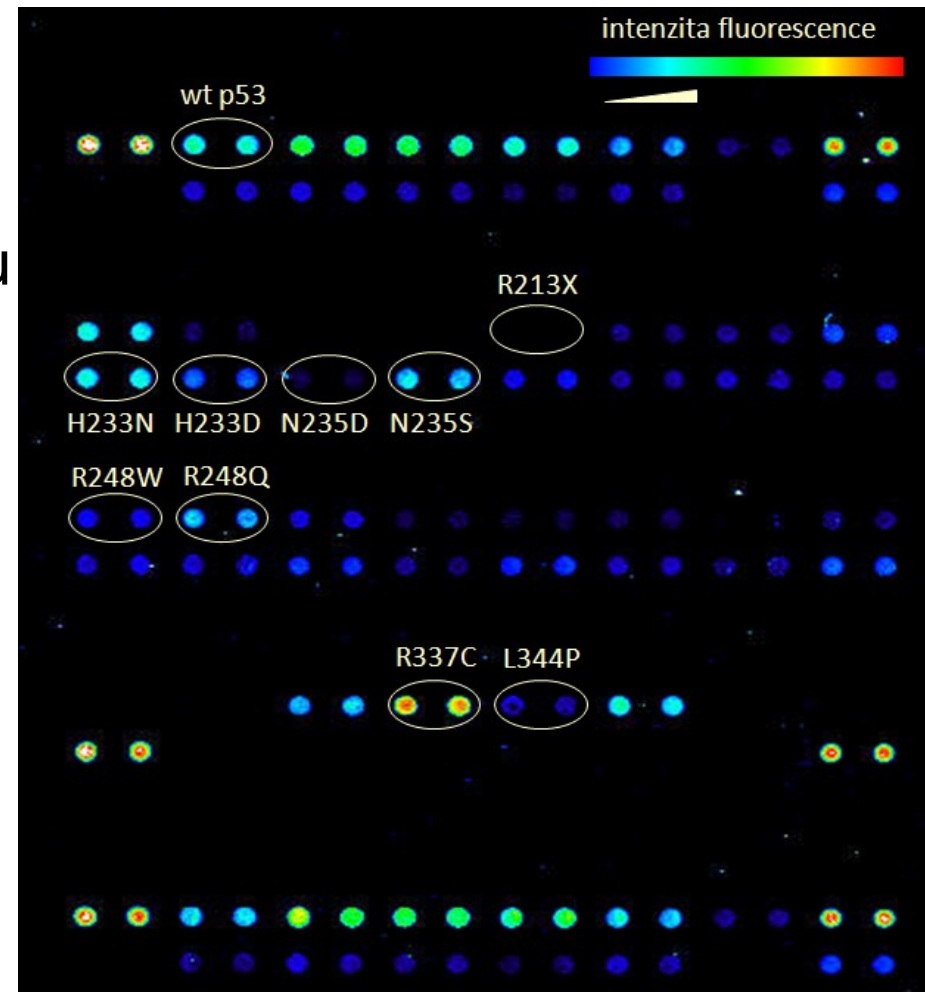 intenzita fluorescence
wt p53
u
R213X
H233N H233D N235D N235S
R248W R248Q
R337C L344P